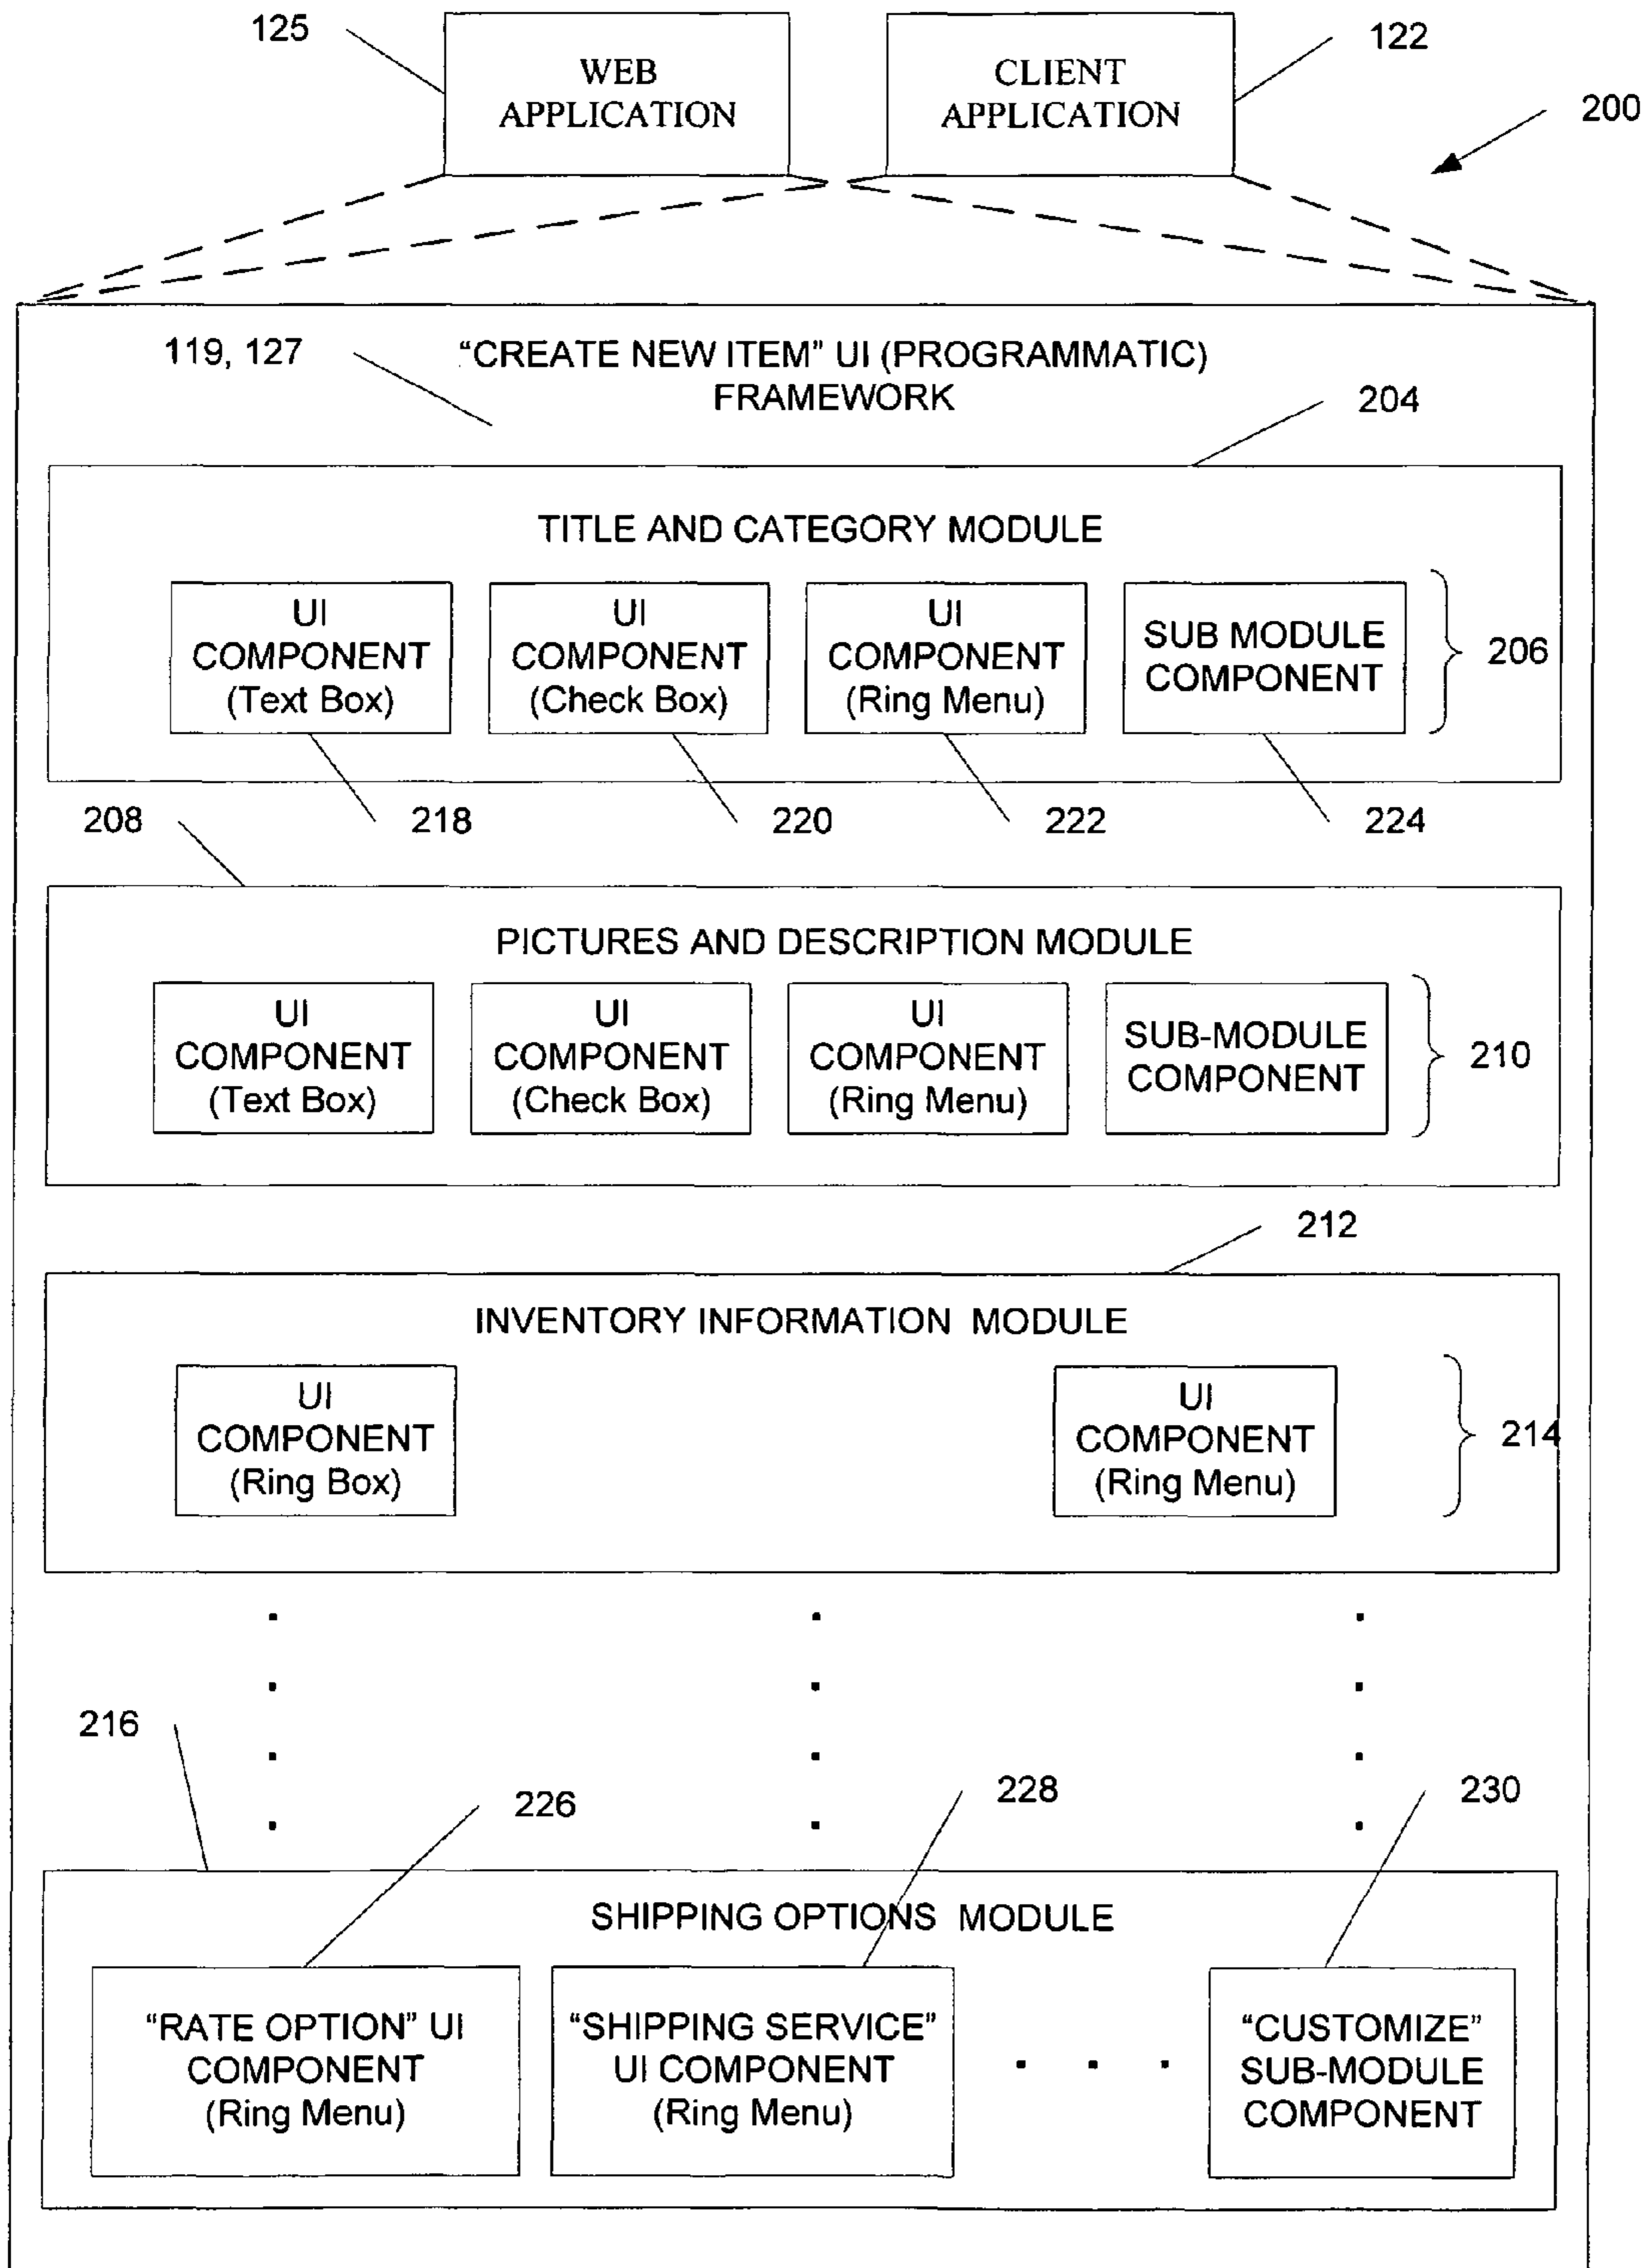 125
WEB
APPLICATION
CLIENT
APPLICATION
122
200
119, 127
"CREATE NEW ITEM" UI (PROGRAMMATIC)
FRAMEWORK
204
TITLE AND CATEGORY MODULE
UI
COMPONENT
(Text Box)
UI
COMPONENT
(Check Box)
UI
COMPONENT
(Ring Menu)
SUB MODULE
COMPONENT
206
208
218
220
222
224
PICTURES AND DESCRIPTION MODULE
UI
COMPONENT
(Text Box)
UI
COMPONENT
(Check Box)
UI
COMPONENT
(Ring Menu)
SUB-MODULE
COMPONENT
210
212
INVENTORY INFORMATION MODULE
UI
COMPONENT
(Ring Box)
UI
COMPONENT
(Ring Menu)
214
216
226
228
230
SHIPPING OPTIONS MODULE
"RATE OPTION" UI
COMPONENT
(Ring Menu)
"SHIPPING SERVICE"
UI COMPONENT
(Ring Menu)
. . .
"CUSTOMIZE"
SUB-MODULE
COMPONENT